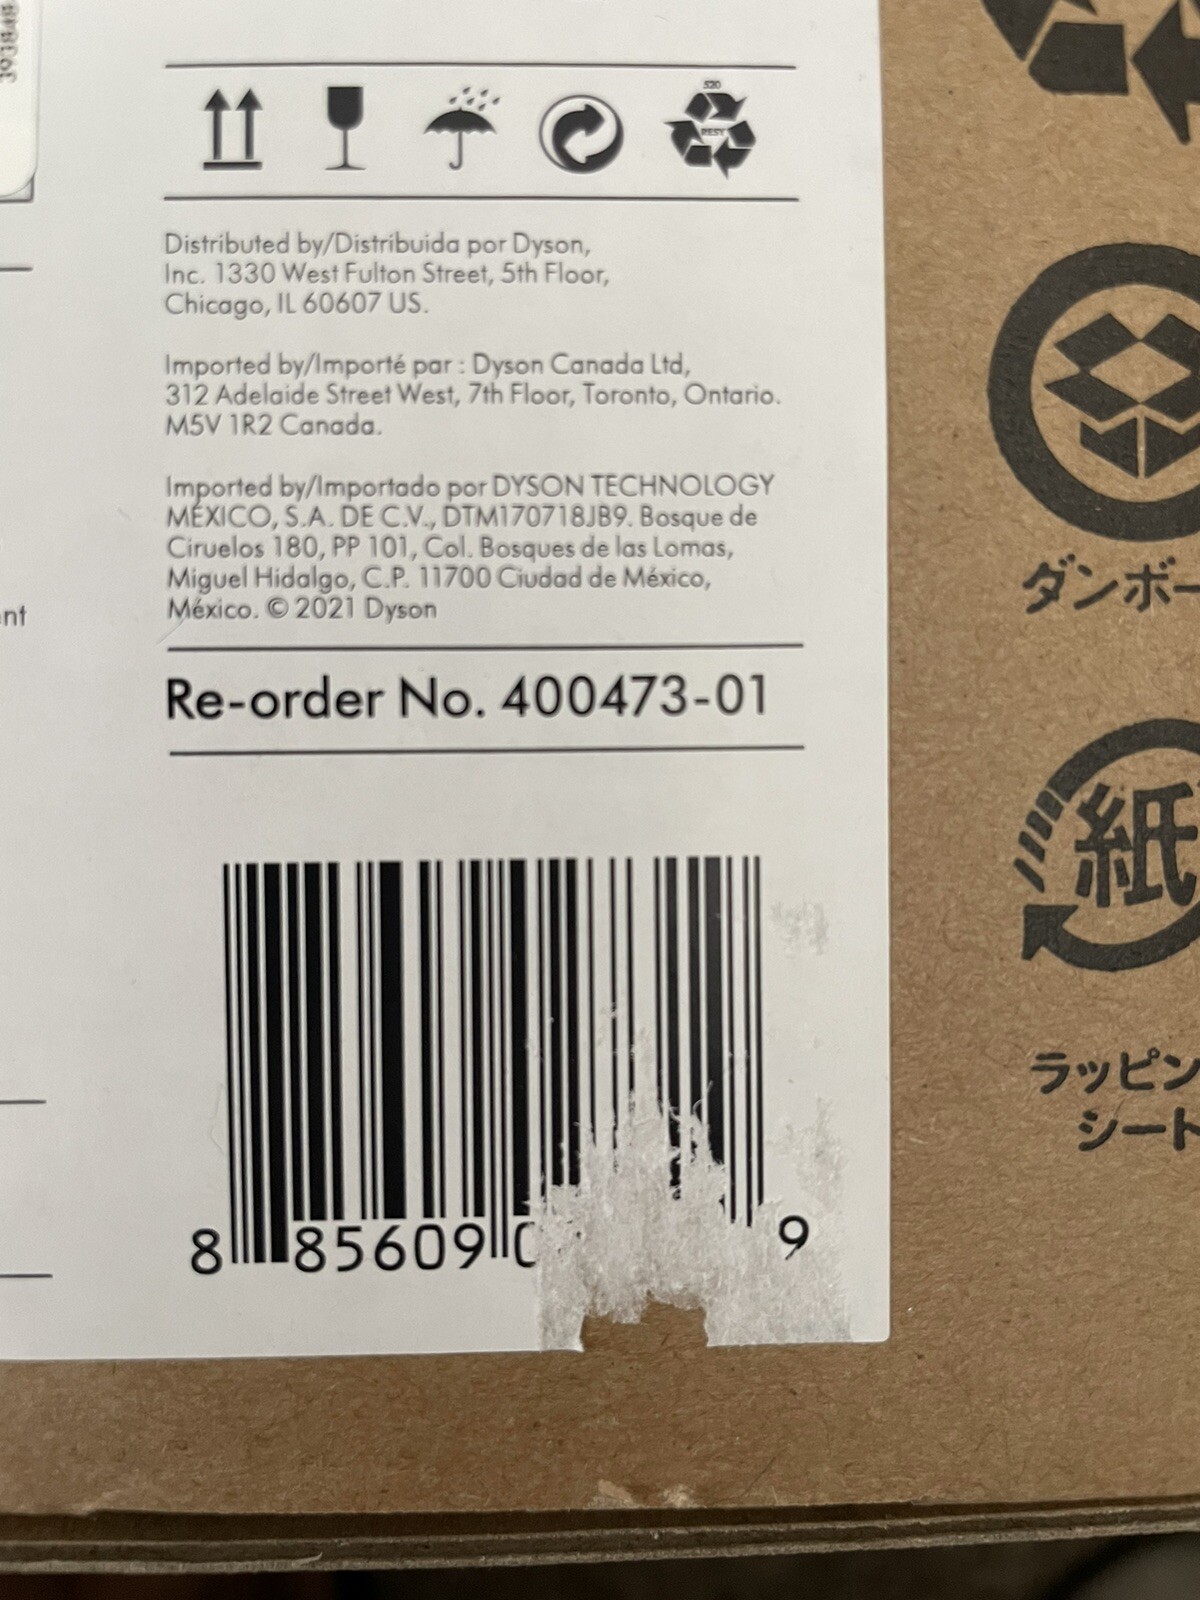 520
RESY
Distributed by/Distribuida por Dyson,
Inc. 1330 West Fulton Street, 5th Floor,
Chicago, IL 60607 US.
Imported by/Importé par : Dyson Canada Ltd,
312 Adelaide Street West, 7th Floor, Toronto, Ontario.
M5V 1R2 Canada.
Imported by/Importado por DYSON TECHNOLOGY
MÉXICO, S.A. DE C.V., DTM170718JB9. Bosque de
Ciruelos 180, PP 101, Col. Bosques de las Lomas,
Miguel Hidalgo, C.P. 11700 Ciudad de México,
México. © 2021 Dyson
Re-order No. 400473-01
8 85609 0 9
ダンボー
紙
ラッピン
シート